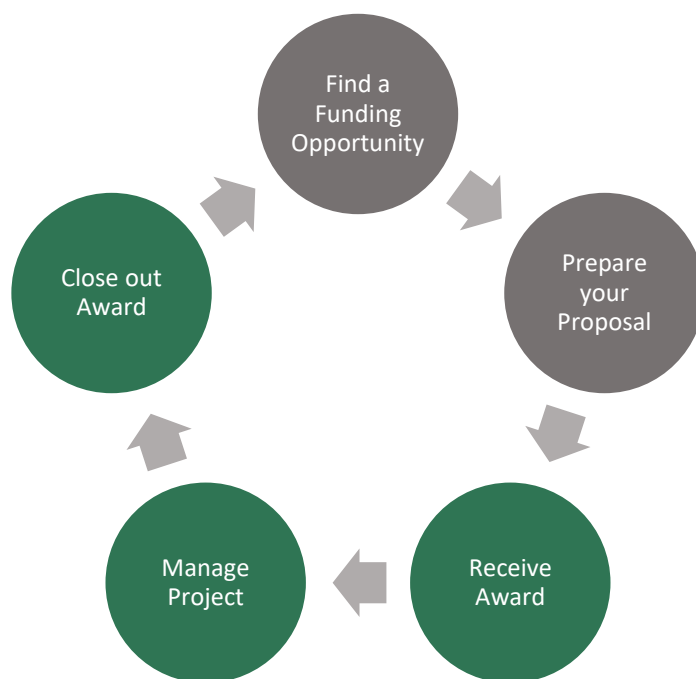 Find a
Funding
Opportunity
Prepare
your
Proposal
Receive
Award
Manage
Project
Close out
Award